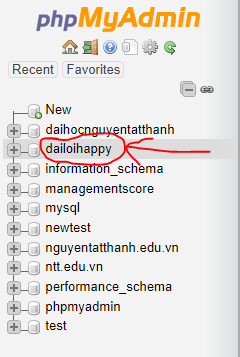 phpMyAdmin
Recent Favorites
New
daihocnguyentatthanh
dailoihappy
information_schema
managementscore
mysql
newtest
nguyentatthanh.edu.vn
ntt.edu.vn
performance_schema
phpmyadmin
test